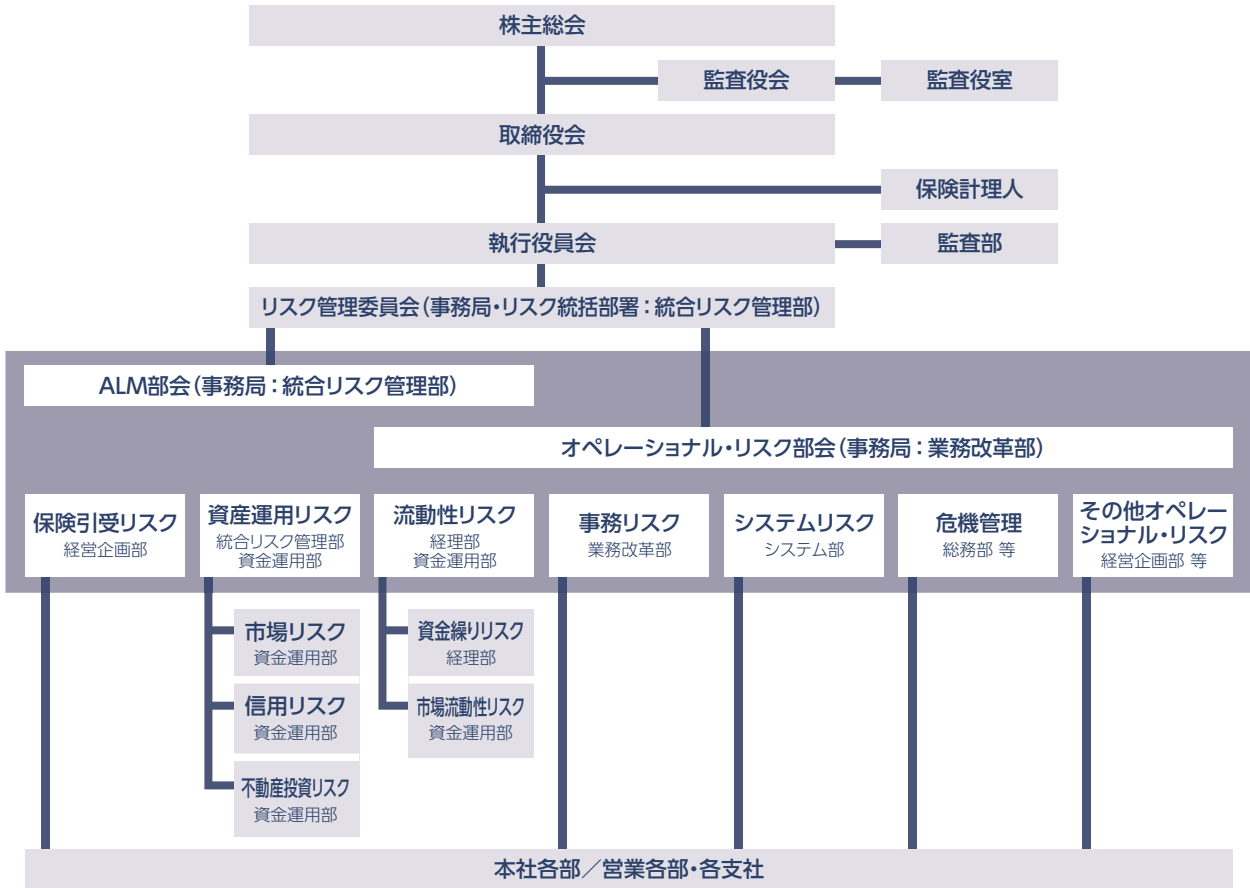 株主総会
監査役会
監査役室
取締役会
保険計理人
執行役員会
監査部
リスク管理委員会(事務局・リスク統括部署：統合リスク管理部)
ALM部会(事務局：統合リスク管理部)
オペレーショナル・リスク部会(事務局：業務改革部)
保険引受リスク
経営企画部
資産運用リスク
統合リスク管理部
資金運用部
流動性リスク
経理部
資金運用部
事務リスク
業務改革部
システムリスク
システム部
危機管理
総務部 等
その他オペレー
ショナル・リスク
経営企画部 等
市場リスク
資金運用部
信用リスク
資金運用部
不動産投資リスク
資金運用部
資金繰りリスク
経理部
市場流動性リスク
資金運用部
本社各部／営業各部・各支社